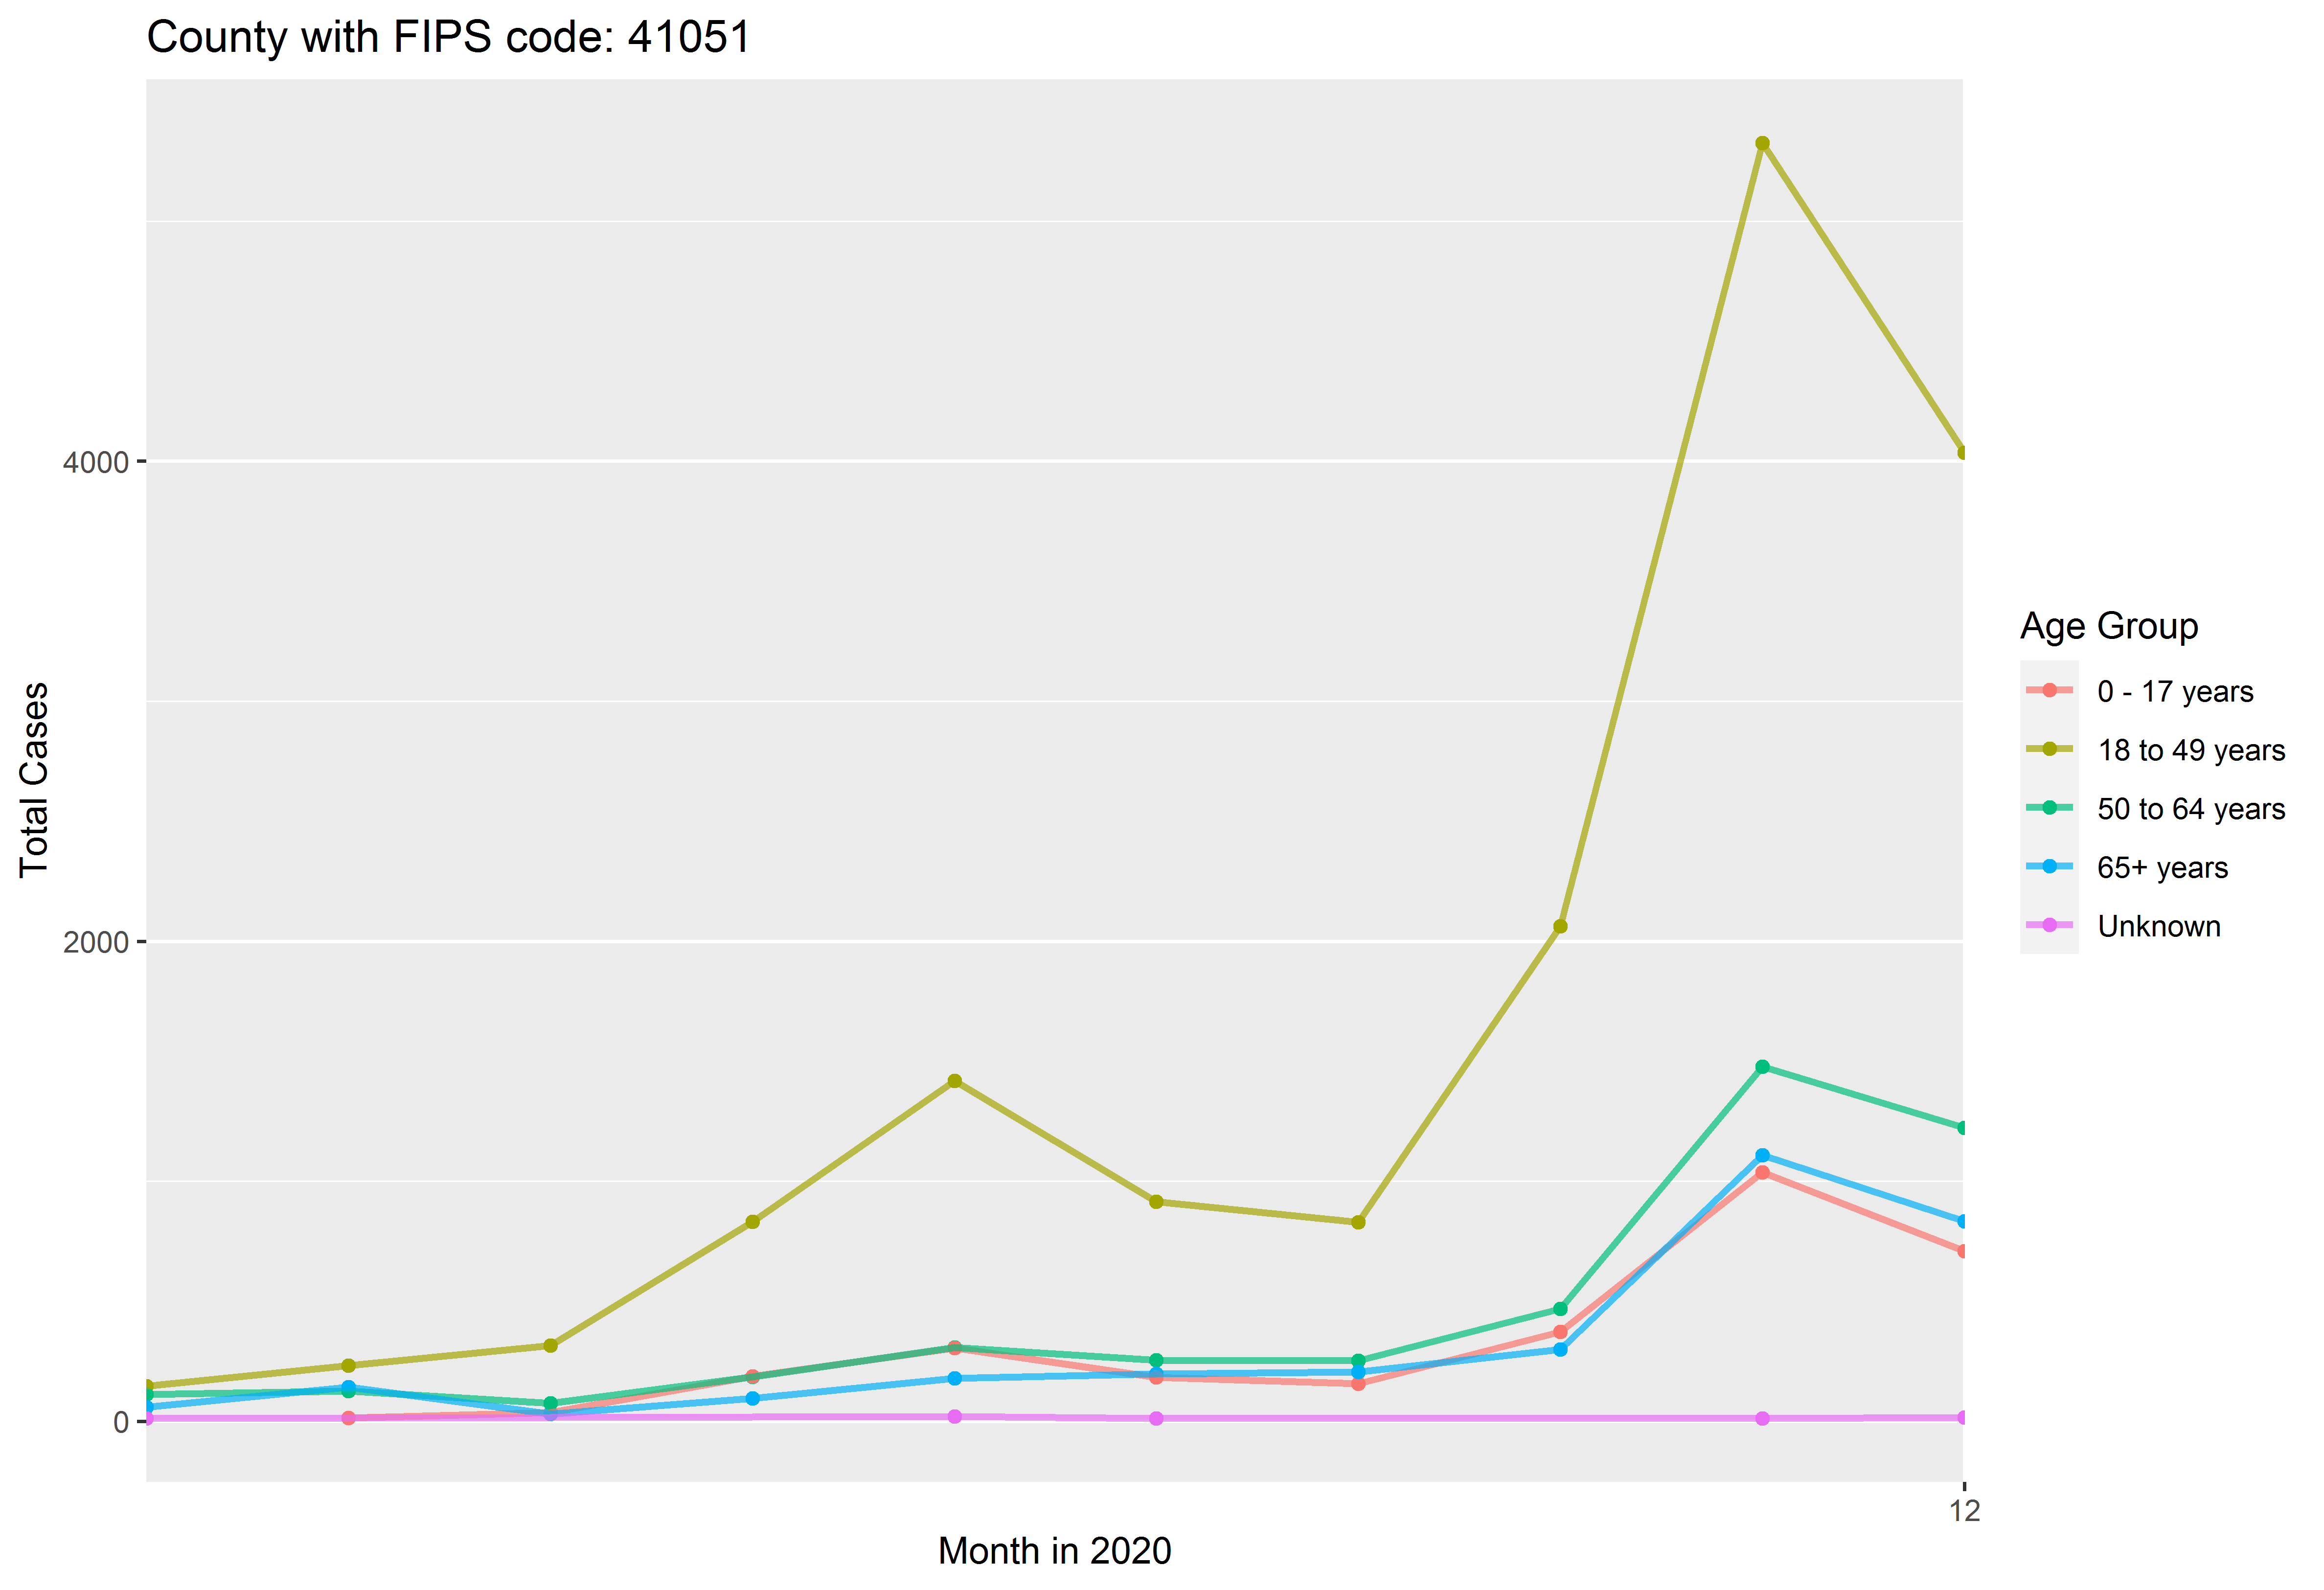 County with FIPS code: 41051
Total Cases
4000
2000
0
12
Month in 2020
Age Group
0 - 17 years
18 to 49 years
50 to 64 years
65+ years
Unknown